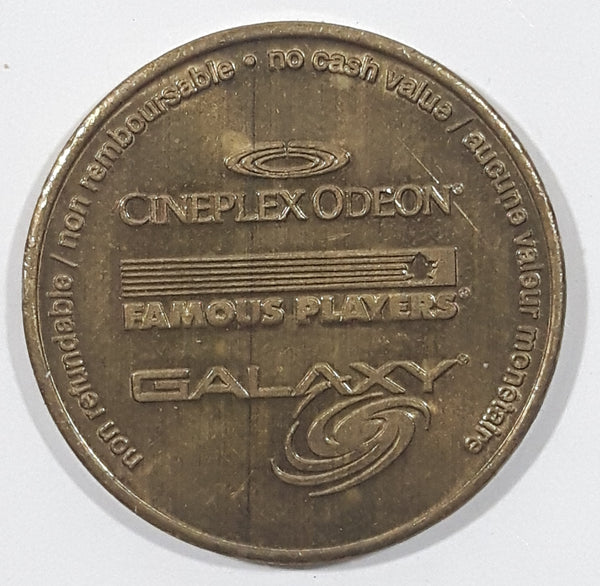 non refundable / non remboursable • no cash value / aucune valeur monétaire
CINEPLEX ODEON®
FAMOUS PLAYERS®
GALAXY®